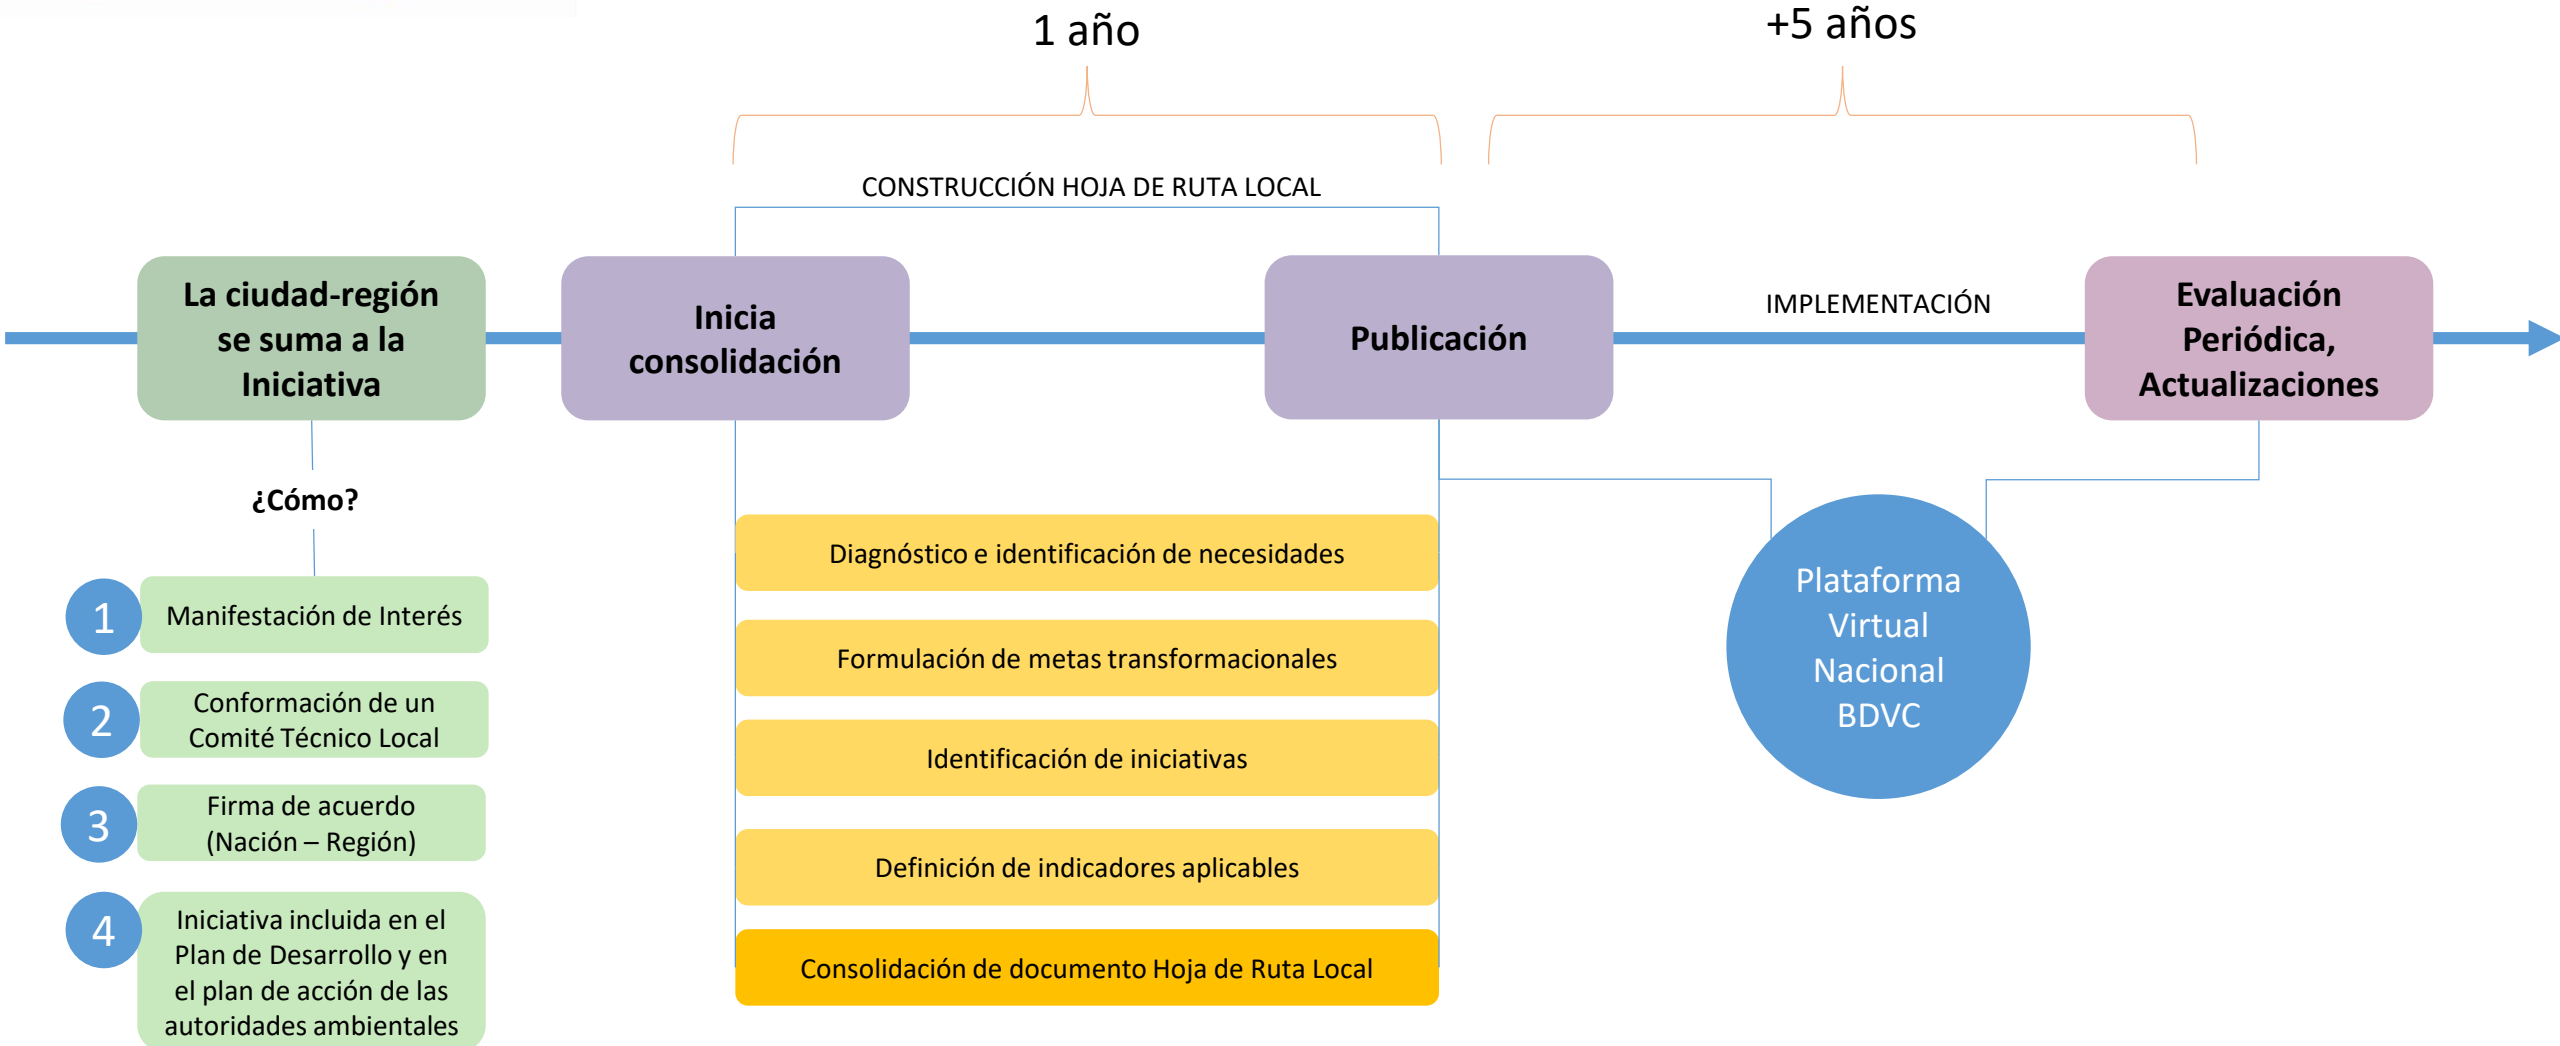 1 año
+5 años
CONSTRUCCIÓN HOJA DE RUTA LOCAL
La ciudad-región
se suma a la
Iniciativa
Inicia
consolidación
Publicación
IMPLEMENTACIÓN
Evaluación
Periódica,
Actualizaciones
¿Cómo?
1
Manifestación de Interés
2
Conformación de un
Comité Técnico Local
3
Firma de acuerdo
(Nación – Región)
4
Iniciativa incluida en el
Plan de Desarrollo y en
el plan de acción de las
autoridades ambientales
Diagnóstico e identificación de necesidades
Formulación de metas transformacionales
Identificación de iniciativas
Definición de indicadores aplicables
Consolidación de documento Hoja de Ruta Local
Plataforma
Virtual
Nacional
BDVC